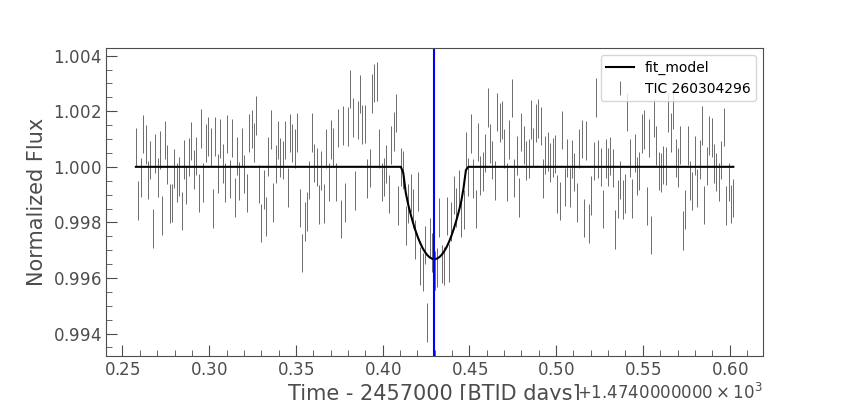 1.004
1.002
1.000
0.998
0.996
0.994
Normalized Flux
fit_model
TIC 260304296
0.25 0.30 0.35 0.40 0.45 0.50 0.55 0.60
Time - 2457000 [BTJD days]
+1.4740000000 × 10³